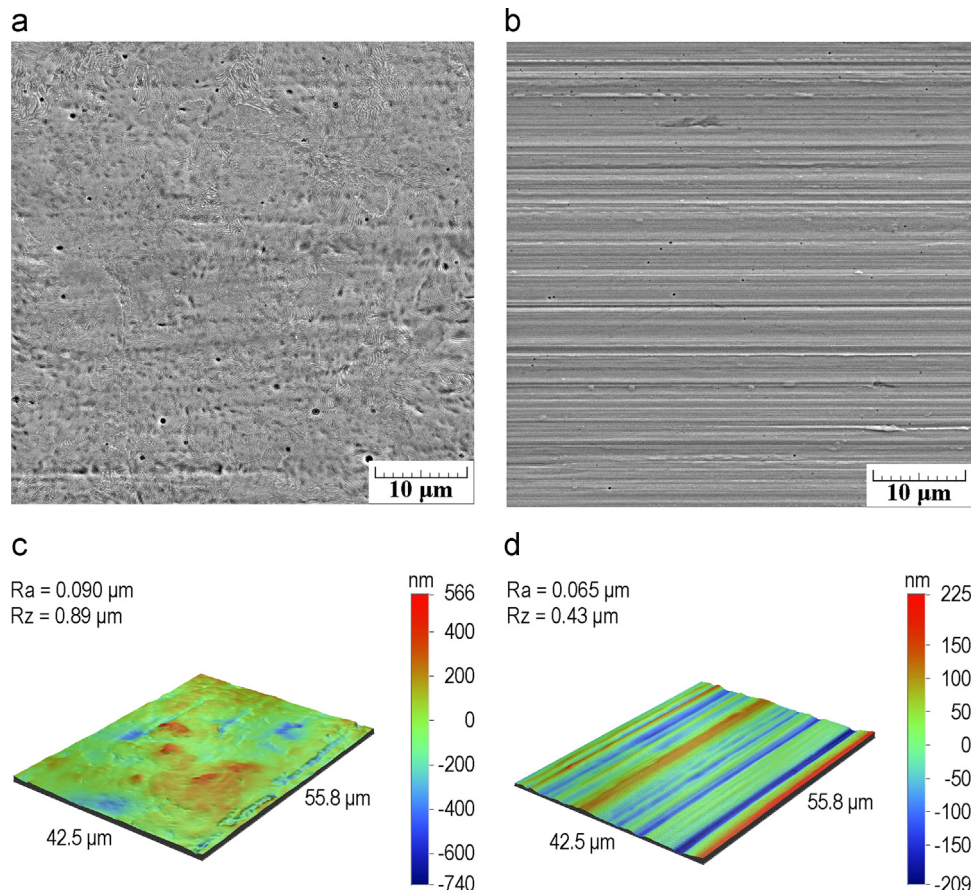 a
b
10 µm
10 µm
c
d
Ra = 0.090 µm
Rz = 0.89 µm
nm
566
400
200
0
-200
-400
-600
-740
55.8 µm
42.5 µm
Ra = 0.065 µm
Rz = 0.43 µm
nm
225
150
100
50
0
-50
-100
-150
-209
55.8 µm
42.5 µm